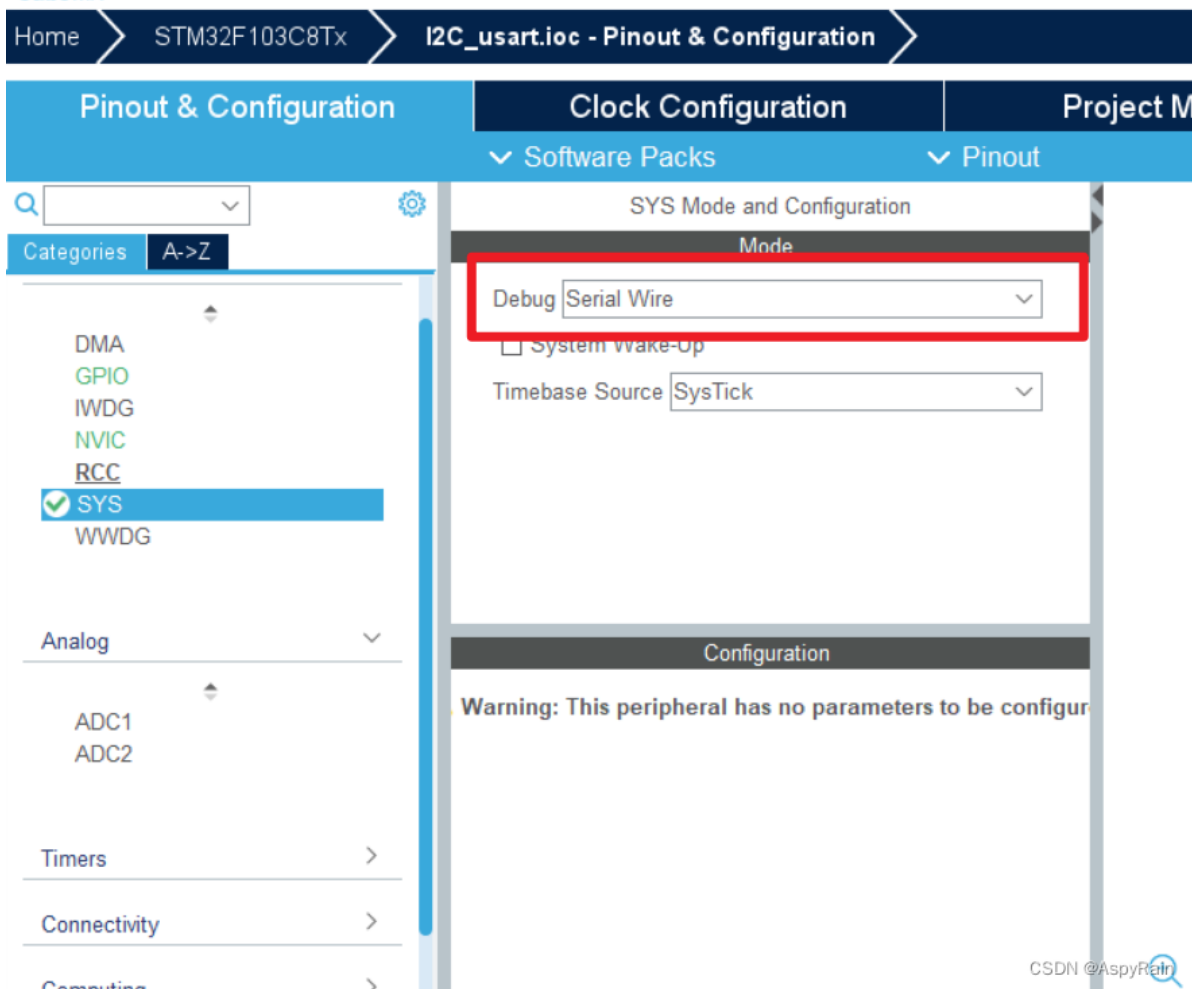 Home STM32F103C8Tx I2C_usart.ioc - Pinout & Configuration
Pinout & Configuration Clock Configuration Project M
Software Packs Pinout
SYS Mode and Configuration
Categories A->Z
Mode
Debug Serial Wire
System Wake-Up
Timebase Source SysTick
DMA
GPIO
IWDG
NVIC
RCC
SYS
WWDG
Analog
Configuration
Warning: This peripheral has no parameters to be configur
ADC1
ADC2
Timers
Connectivity
Computing
CSDN @AspyRain